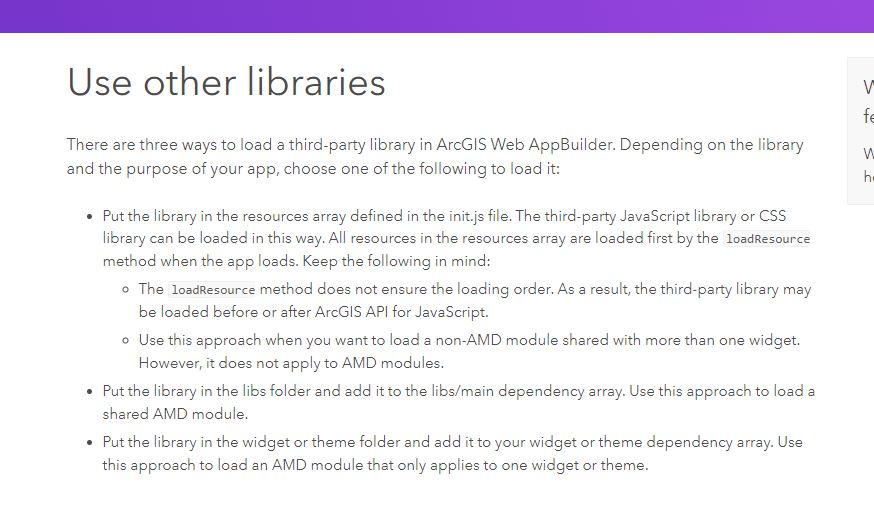 Use other libraries
There are three ways to load a third-party library in ArcGIS Web AppBuilder. Depending on the library
and the purpose of your app, choose one of the following to load it:
Put the library in the resources array defined in the init.js file. The third-party JavaScript library or CSS
library can be loaded in this way. All resources in the resources array are loaded first by the loadResource
method when the app loads. Keep the following in mind:
The loadResource method does not ensure the loading order. As a result, the third-party library may
be loaded before or after ArcGIS API for JavaScript.
Use this approach when you want to load a non-AMD module shared with more than one widget.
However, it does not apply to AMD modules.
Put the library in the libs folder and add it to the libs/main dependency array. Use this approach to load a
shared AMD module.
Put the library in the widget or theme folder and add it to your widget or theme dependency array. Use
this approach to load an AMD module that only applies to one widget or theme.